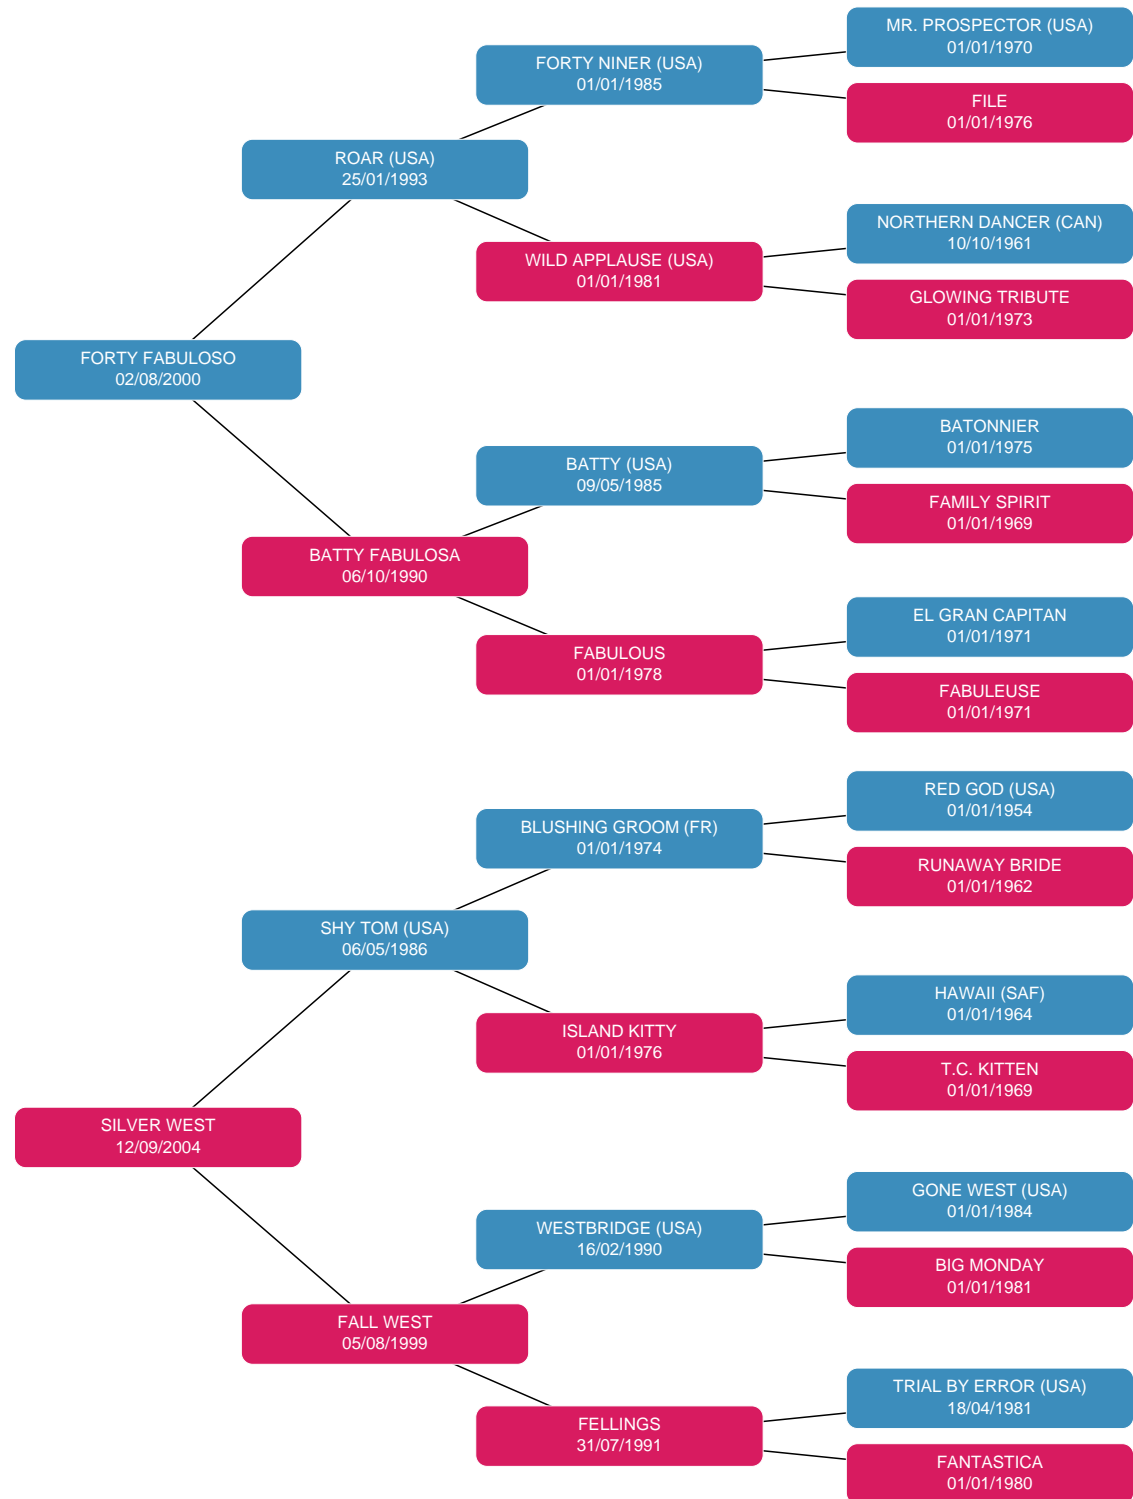 MR. PROSPECTOR (USA)
01/01/1970
FORTY NINER (USA)
01/01/1985
FILE
01/01/1976
ROAR (USA)
25/01/1993
NORTHERN DANCER (CAN)
10/10/1961
WILD APPLAUSE (USA)
01/01/1981
GLOWING TRIBUTE
01/01/1973
FORTY FABULOSO
02/08/2000
BATONNIER
01/01/1975
BATTY (USA)
09/05/1985
FAMILY SPIRIT
01/01/1969
BATTY FABULOSA
06/10/1990
EL GRAN CAPITAN
01/01/1971
FABULOUS
01/01/1978
FABULEUSE
01/01/1971
RED GOD (USA)
01/01/1954
BLUSHING GROOM (FR)
01/01/1974
RUNAWAY BRIDE
01/01/1962
SHY TOM (USA)
06/05/1986
HAWAII (SAF)
01/01/1964
ISLAND KITTY
01/01/1976
T.C. KITTEN
01/01/1969
SILVER WEST
12/09/2004
GONE WEST (USA)
01/01/1984
WESTBRIDGE (USA)
16/02/1990
BIG MONDAY
01/01/1981
FALL WEST
05/08/1999
TRIAL BY ERROR (USA)
18/04/1981
FELLINGS
31/07/1991
FANTASTICA
01/01/1980